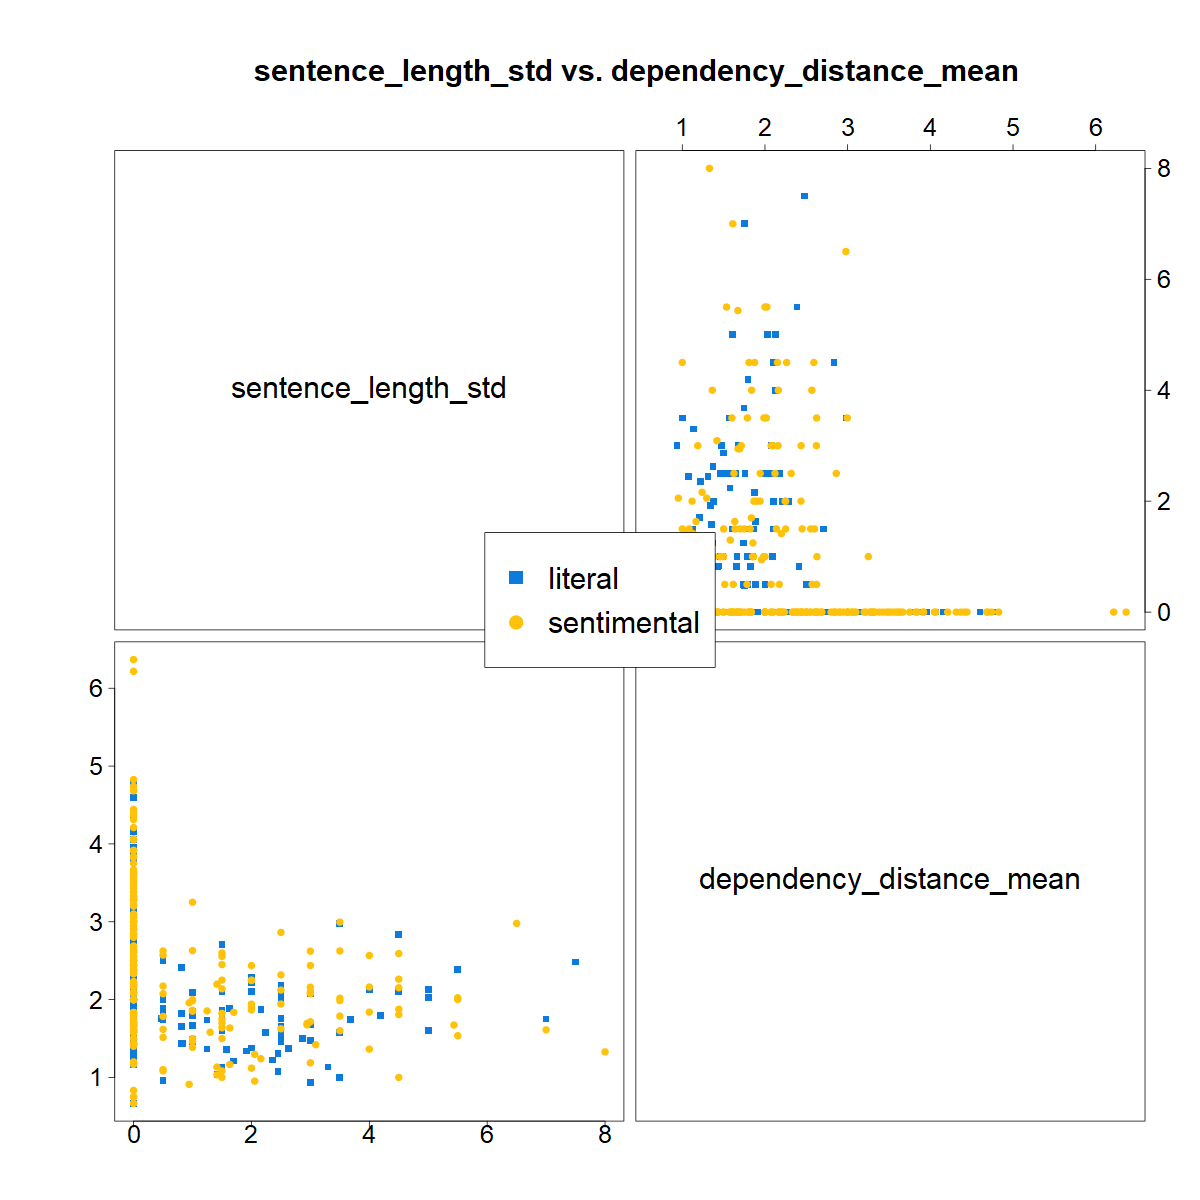 sentence_length_std vs. dependency_distance_mean
1 2 3 4 5 6
sentence_length_std
8
6
4
2
0
literal
sentimental
6
5
4
3
2
1
dependency_distance_mean
0 2 4 6 8